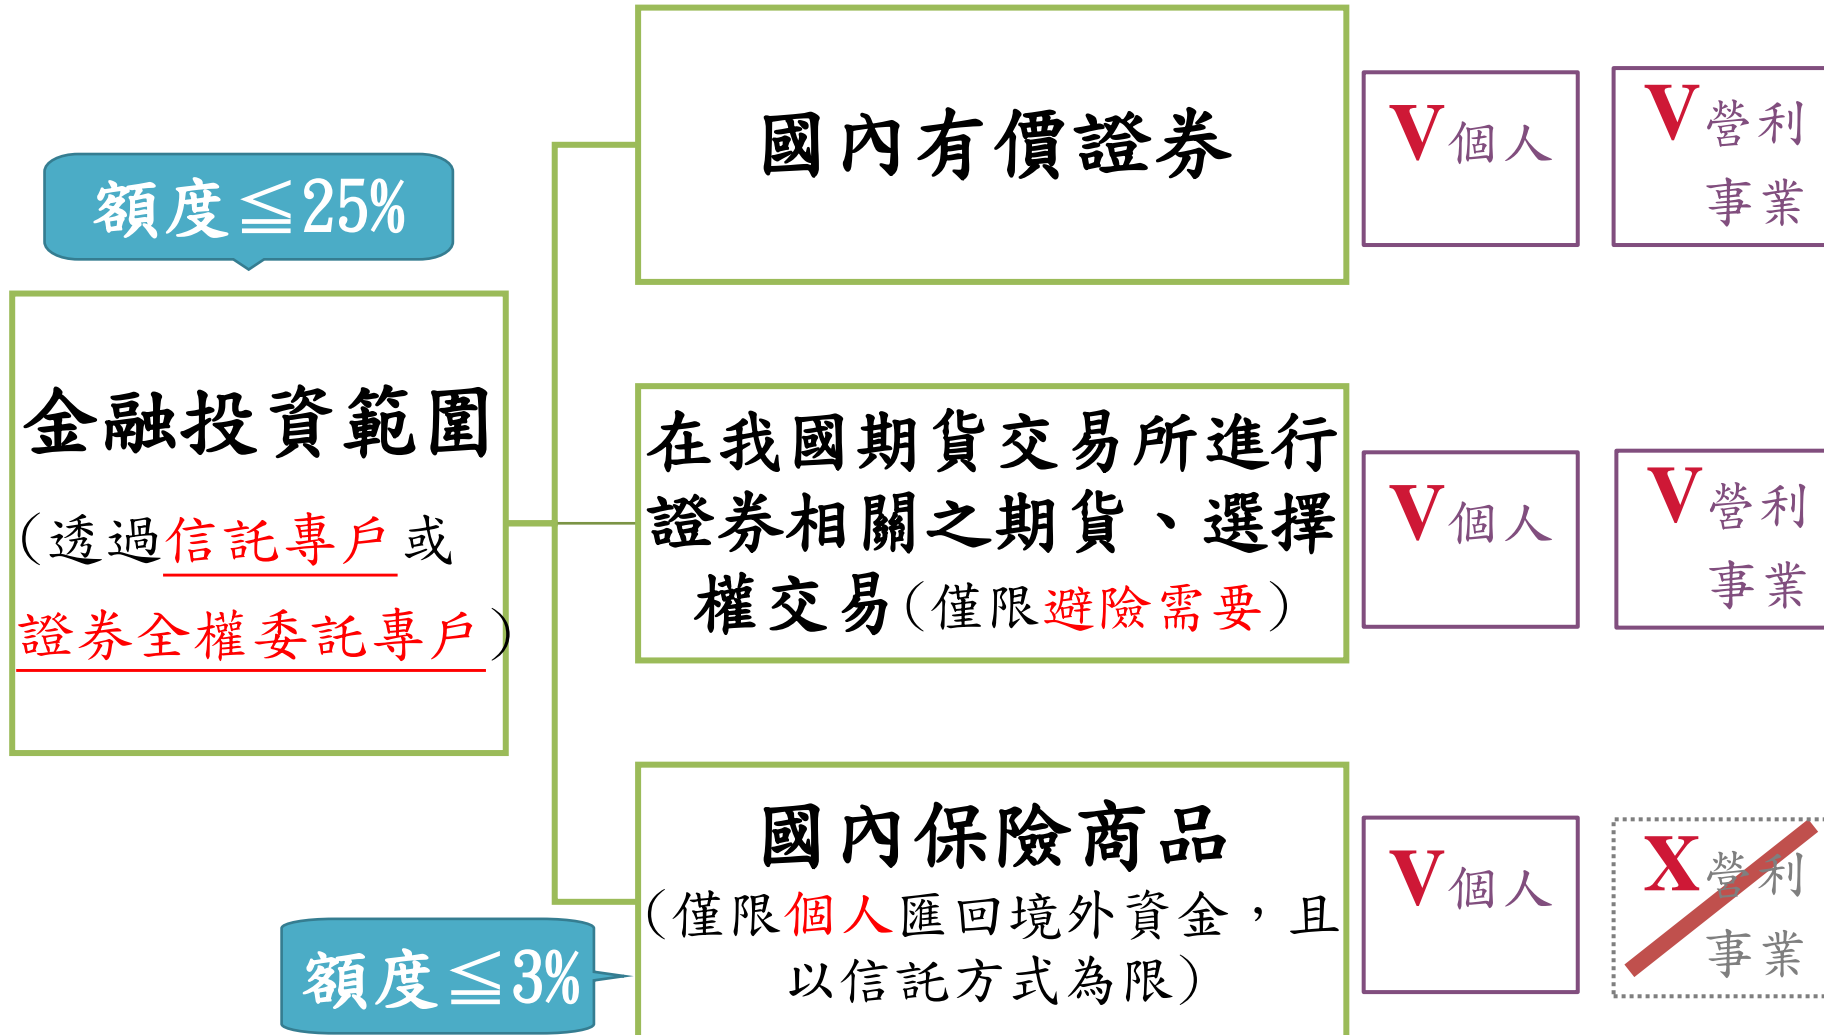 額度≦25%
金融投資範圍
(透過信託專戶或
證券全權委託專戶)
國內有價證券
V個人
V營利
事業
在我國期貨交易所進行
證券相關之期貨、選擇
權交易(僅限避險需要)
V個人
V營利
事業
國內保險商品
(僅限個人匯回境外資金，且
以信託方式為限)
額度≦3%
V個人
X營利
事業